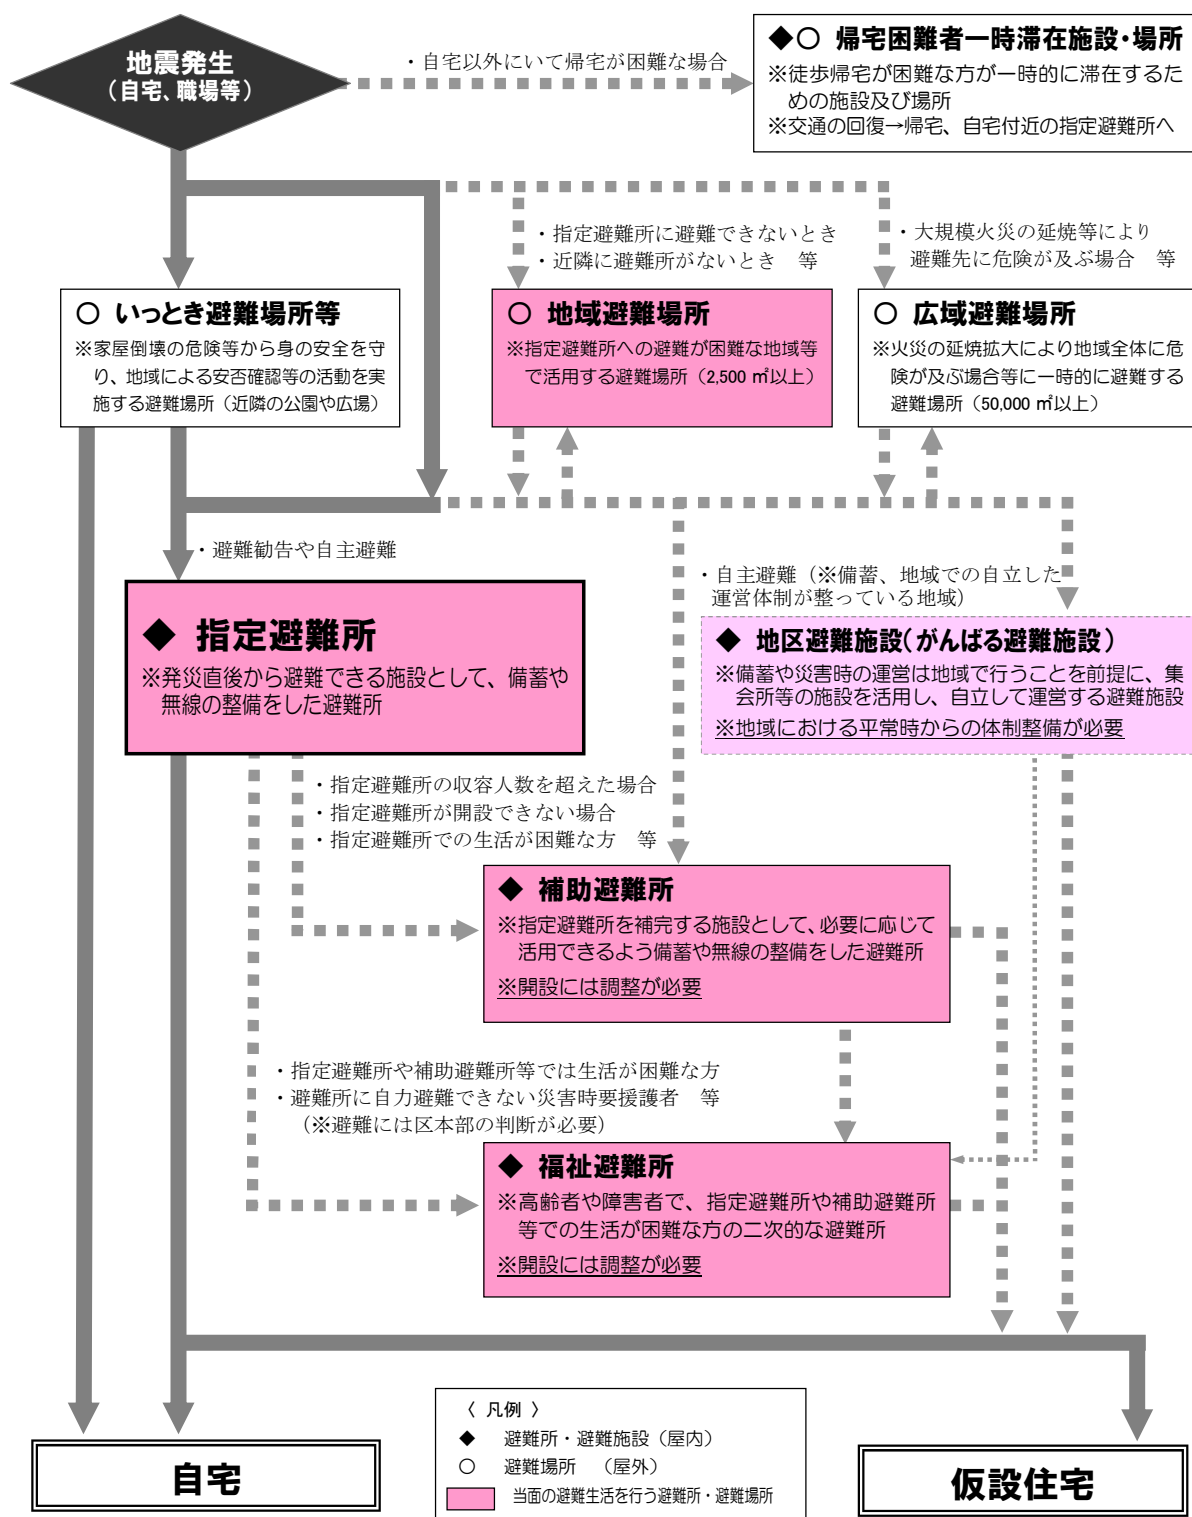 地震発生
（自宅、職場等）
・自宅以外にいて帰宅が困難な場合
◆○ 帰宅困難者一時滞在施設・場所
※徒歩帰宅が困難な方が一時的に滞在するた
めの施設及び場所
※交通の回復→帰宅、自宅付近の指定避難所へ
・指定避難所に避難できないとき
・近隣に避難所がないとき　等
・大規模火災の延焼等により
避難先に危険が及ぶ場合　等
○ いっとき避難場所等
※家屋倒壊の危険等から身の安全を守
り、地域による安否確認等の活動を実
施する避難場所（近隣の公園や広場）
○ 地域避難場所
※指定避難所への避難が困難な地域等
で活用する避難場所（2,500 ㎡以上）
○ 広域避難場所
※火災の延焼拡大により地域全体に危
険が及ぶ場合等に一時的に避難する
避難場所（50,000 ㎡以上）
・避難勧告や自主避難
・自主避難（※備蓄、地域での自立した
運営体制が整っている地域）
◆ 指定避難所
※発災直後から避難できる施設として、備蓄や
無線の整備をした避難所
◆ 地区避難施設（がんばる避難施設）
※備蓄や災害時の運営は地域で行うことを前提に、集
会所等の施設を活用し、自立して運営する避難施設
※地域における平常時からの体制整備が必要
・指定避難所の収容人数を超えた場合
・指定避難所が開設できない場合
・指定避難所での生活が困難な方　等
◆ 補助避難所
※指定避難所を補完する施設として、必要に応じて
活用できるよう備蓄や無線の整備をした避難所
※開設には調整が必要
・指定避難所や補助避難所等では生活が困難な方
・避難所に自力避難できない災害時要援護者　等
（※避難には区本部の判断が必要）
◆ 福祉避難所
※高齢者や障害者で、指定避難所や補助避難所
等での生活が困難な方の二次的な避難所
※開設には調整が必要
自宅
〈 凡例 〉
◆　避難所・避難施設（屋内）
○　避難場所　（屋外）
当面の避難生活を行う避難所・避難場所
仮設住宅